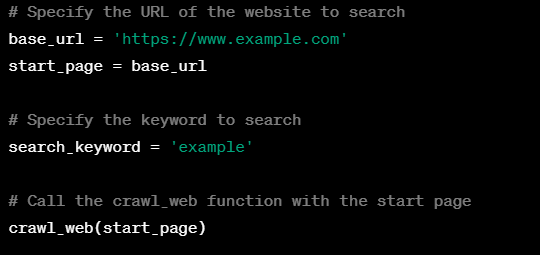 # Specify the URL of the website to search
base_url = 'https://www.example.com'
start_page = base_url
# Specify the keyword to search
search_keyword = 'example'
# Call the crawl_web function with the start page
crawl_web(start_page)